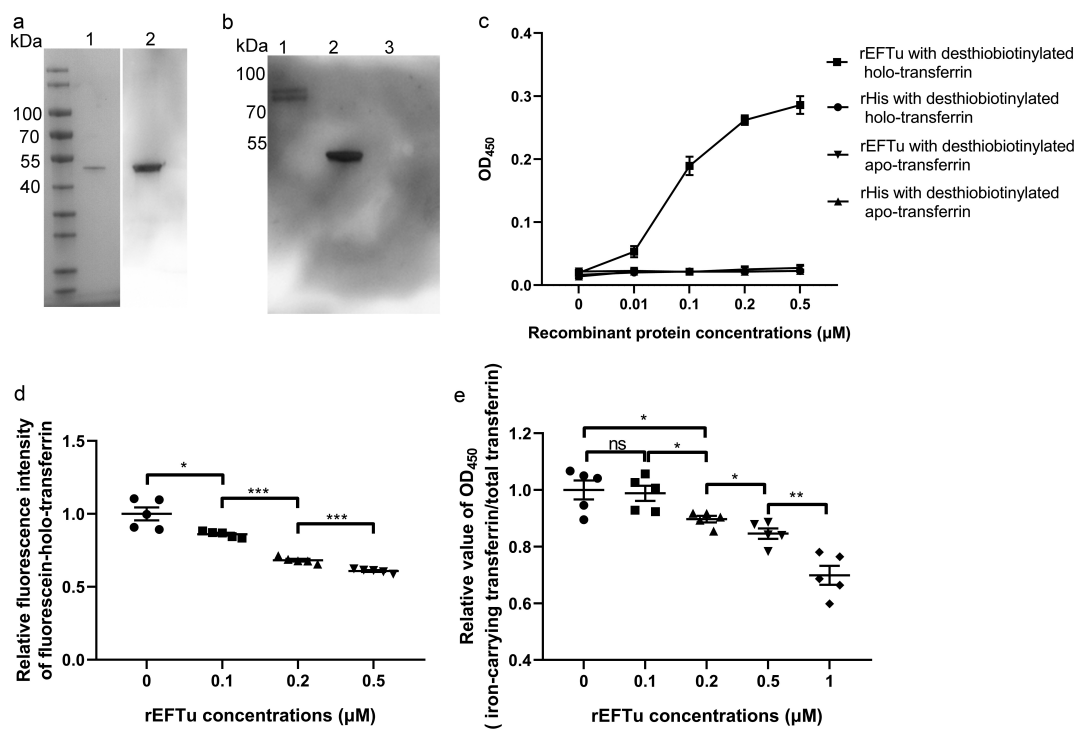 a
kDa
1
2
100
70
55
40
b
kDa
1
2
3
100
70
55
c
OD450
0.4
0.3
0.2
0.1
0.0
0
0.01
0.1
0.2
0.5
Recombinant protein concentrations (µM)
rEFTu with desthiobiotinylated
holo-transferrin
rHis with desthiobiotinylated
holo-transferrin
rEFTu with desthiobiotinylated
apo-transferrin
rHis with desthiobiotinylated
apo-transferrin
d
Relative fluorescence intensity
of fluorescein-holo-transferrin
1.5
1.0
0.5
0.0
*
***
***
0
0.1
0.2
0.5
rEFTu concentrations (µM)
e
Relative value of OD450
( iron-carrying transferrin/total transferrin)
1.2
1.0
0.8
0.6
0.4
*
ns
*
*
**
0
0.1
0.2
0.5
1
rEFTu concentrations (µM)